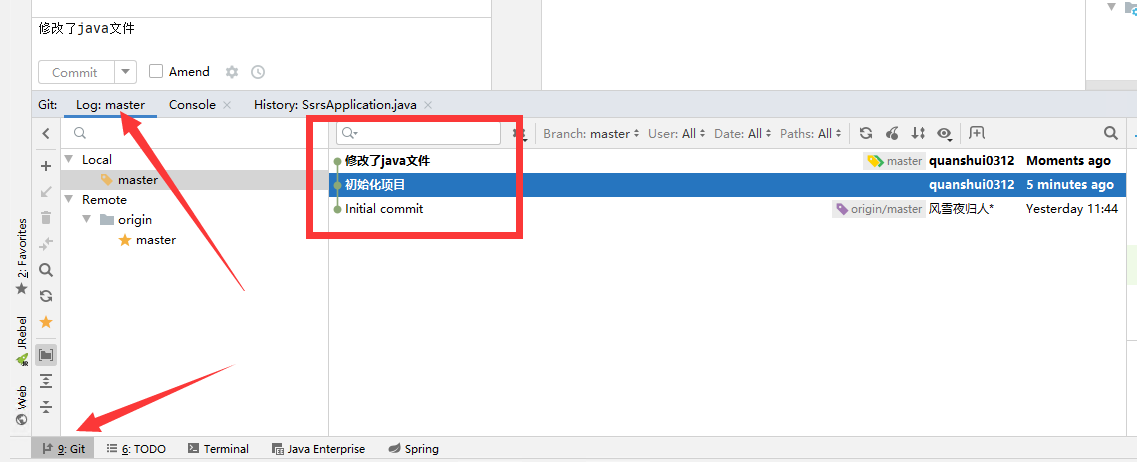 修改了java文件
Commit Amend
Git: Log: master Console History: SsrsApplication.java
Branch: master User: All Date: All Paths: All
Local
master
Remote
origin
master
修改了java文件 master quanshui0312 Moments ago
初始化项目 quanshui0312 5 minutes ago
Initial commit origin/master 风雪夜归人* Yesterday 11:44
2: Favorites
JRebel
Web
9: Git 6: TODO Terminal Java Enterprise Spring